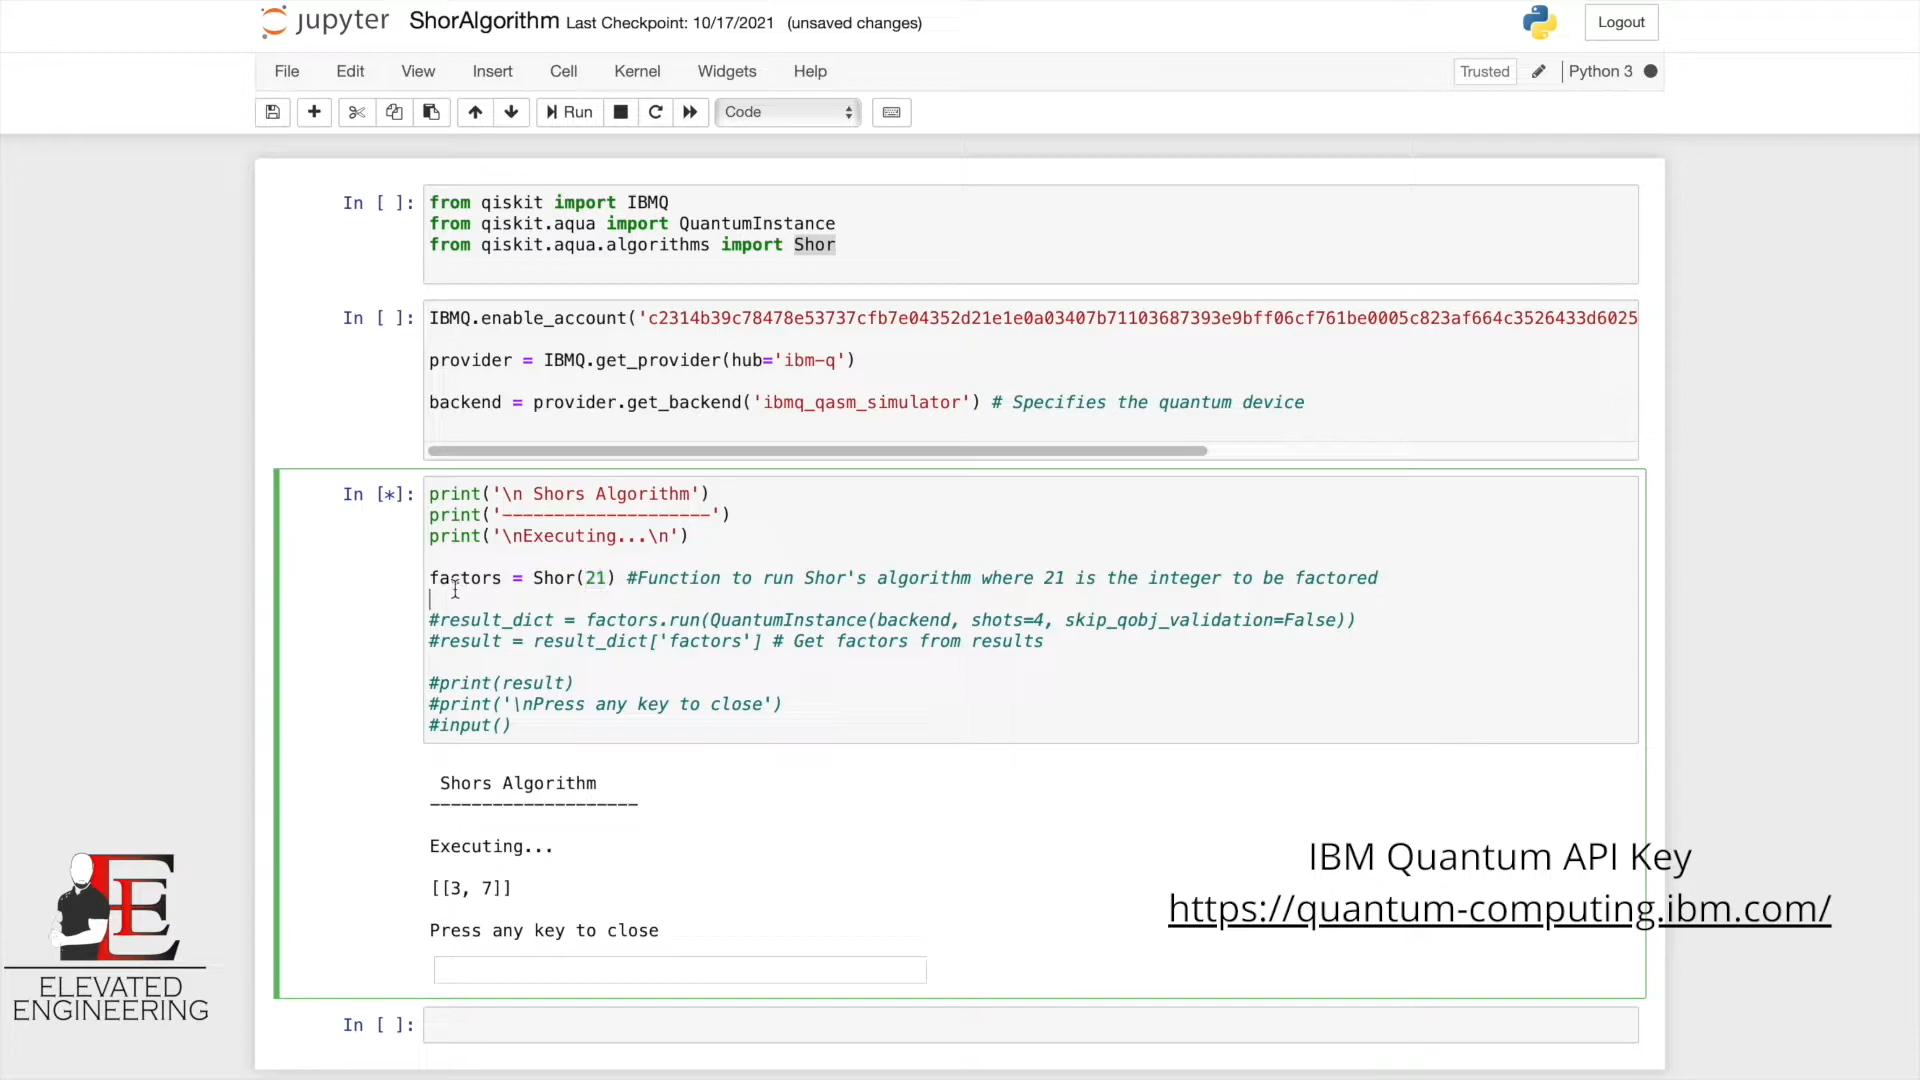 jupyter ShorAlgorithm Last Checkpoint: 10/17/2021 (unsaved changes) Logout
File Edit View Insert Cell Kernel Widgets Help Trusted Python 3
Run Code
In [ ]: from qiskit import IBMQ
from qiskit.aqua import QuantumInstance
from qiskit.aqua.algorithms import Shor
In [ ]: IBMQ.enable_account('c2314b39c78478e53737cfb7e04352d21e1e0a03407b71103687393e9bff06cf761be0005c823af664c3526433d6025
provider = IBMQ.get_provider(hub='ibm-q')
backend = provider.get_backend('ibmq_qasm_simulator') # Specifies the quantum device
In [*]: print('\n Shors Algorithm')
print('--------------------')
print('\nExecuting...\n')
factors = Shor(21) #Function to run Shor's algorithm where 21 is the integer to be factored
#result_dict = factors.run(QuantumInstance(backend, shots=4, skip_qobj_validation=False))
#result = result_dict['factors'] # Get factors from results
#print(result)
#print('\nPress any key to close')
#input()
Shors Algorithm
--------------------
Executing...
[[3, 7]]
Press any key to close
In [ ]:
IBM Quantum API Key
https://quantum-computing.ibm.com/
E
ELEVATED
ENGINEERING